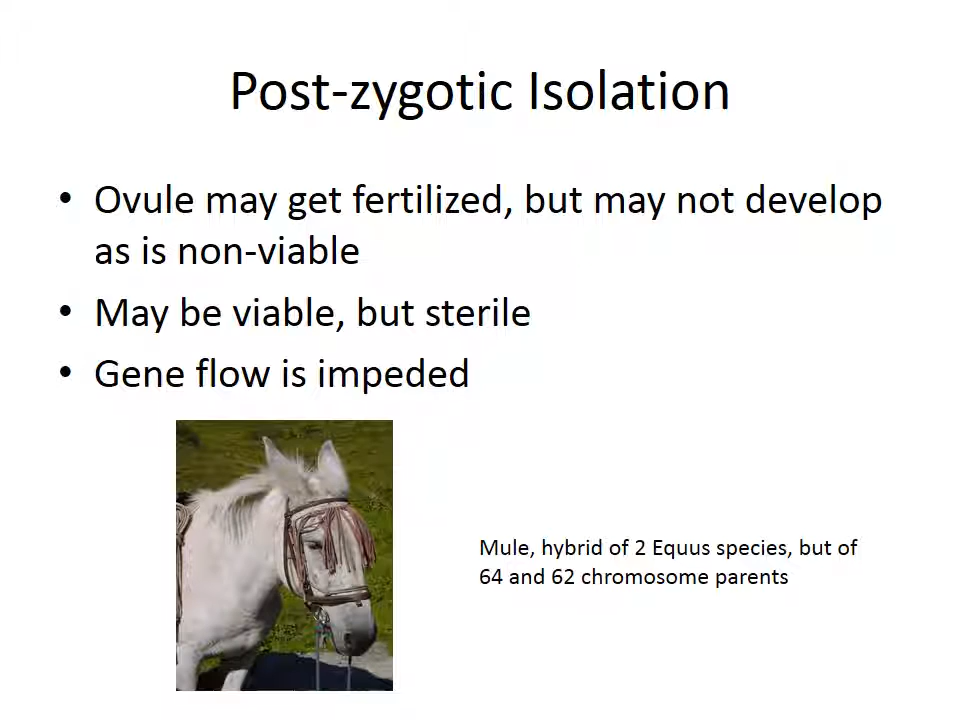 Post-zygotic Isolation
• Ovule may get fertilized, but may not develop
as is non-viable
• May be viable, but sterile
• Gene flow is impeded
Mule, hybrid of 2 Equus species, but of
64 and 62 chromosome parents